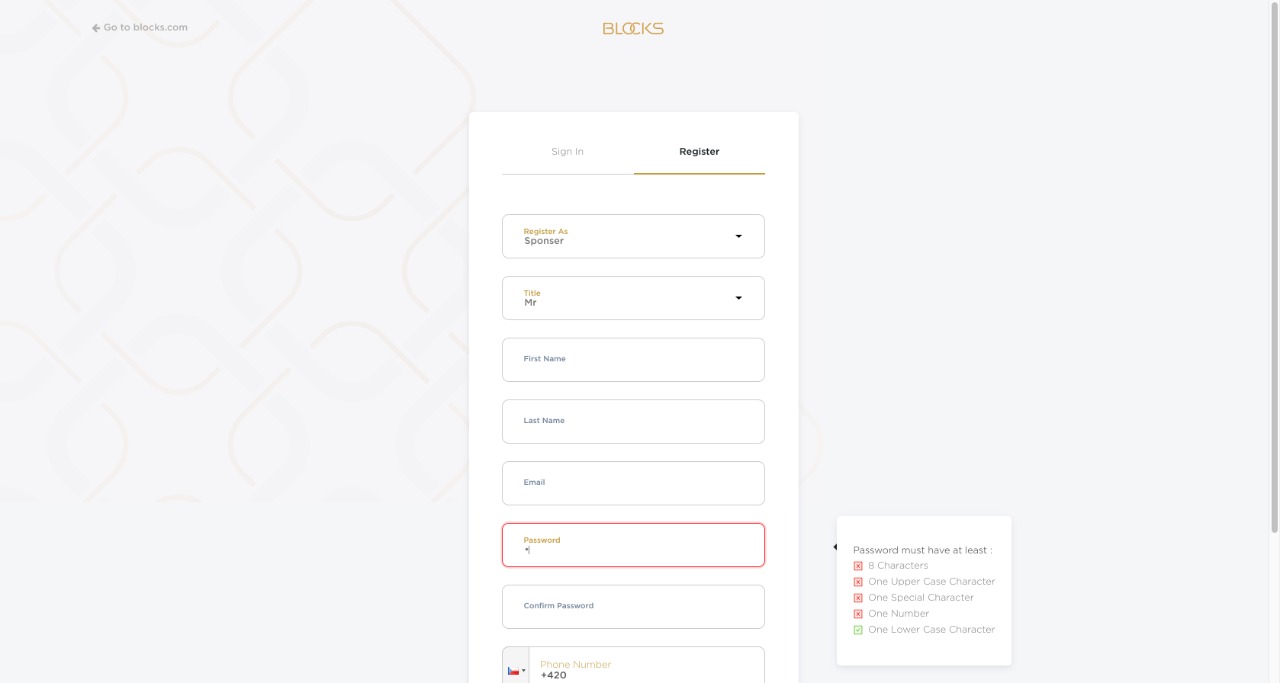 Go to blocks.com
BLOCKS
Sign In
Register
Register As
Sponser
Title
Mr
First Name
Last Name
Email
Password
*
Confirm Password
Phone Number
+420
Password must have at least :
8 Characters
One Upper Case Character
One Special Character
One Number
One Lower Case Character